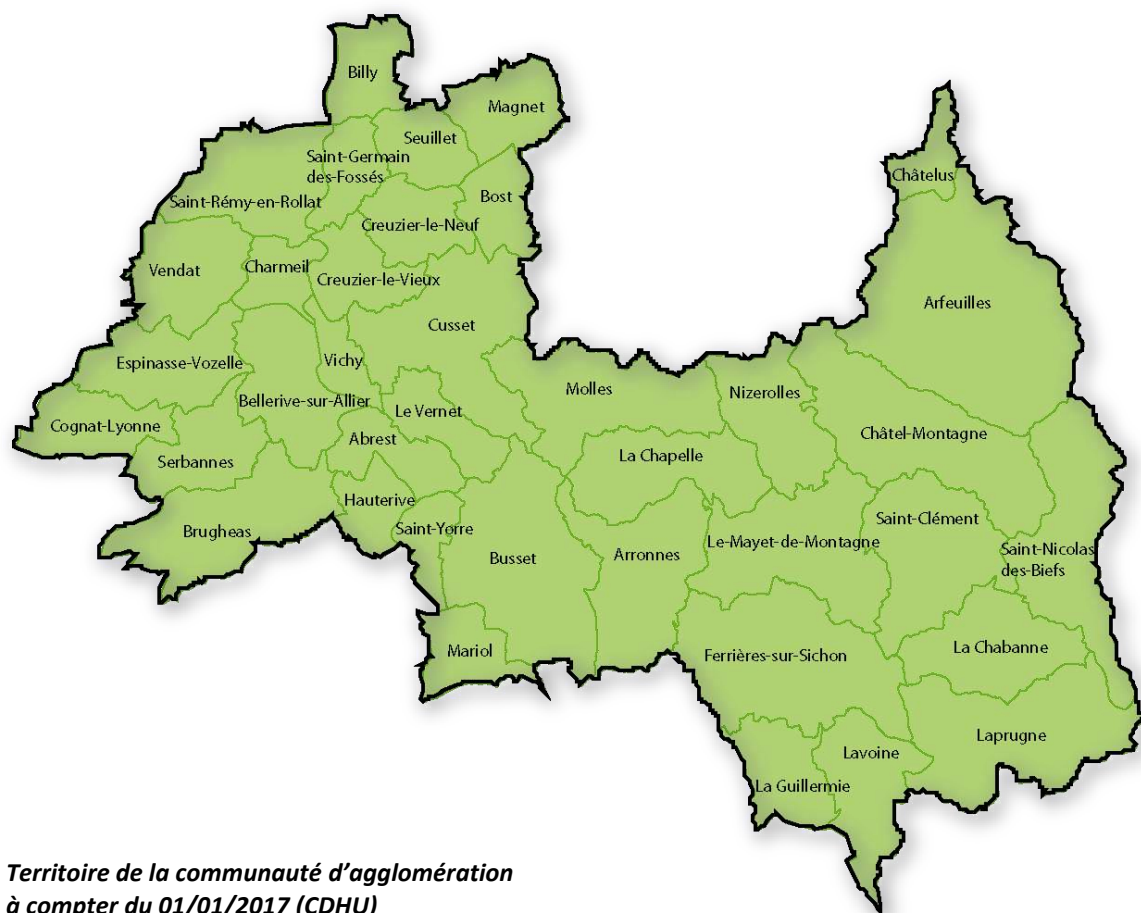 Billy
Magnet
Seuillet
Saint-Germain
des-Fossés
Châtelus
Saint-Rémy-en-Rollat
Bost
Creuzier-le-Neuf
Vendat
Charmeil
Creuzier-le-Vieux
Arfeuilles
Cusset
Espinasse-Vozelle
Vichy
Molles
Nizerolles
Bellerive-sur-Allier
Le Vernet
Cognat-Lyonne
Abrest
Châtel-Montagne
La Chapelle
Serbannes
Hauterive
Saint-Clément
Brugheas
Saint-Yorre
Busset
Arronnes
Le-Mayet-de-Montagne
Saint-Nicolas
des-Biefs
Mariol
Ferrières-sur-Sichon
La Chabanne
Laprugne
Lavoine
La Guillermie
Territoire de la communauté d’agglomération
à compter du 01/01/2017 (CDHU)